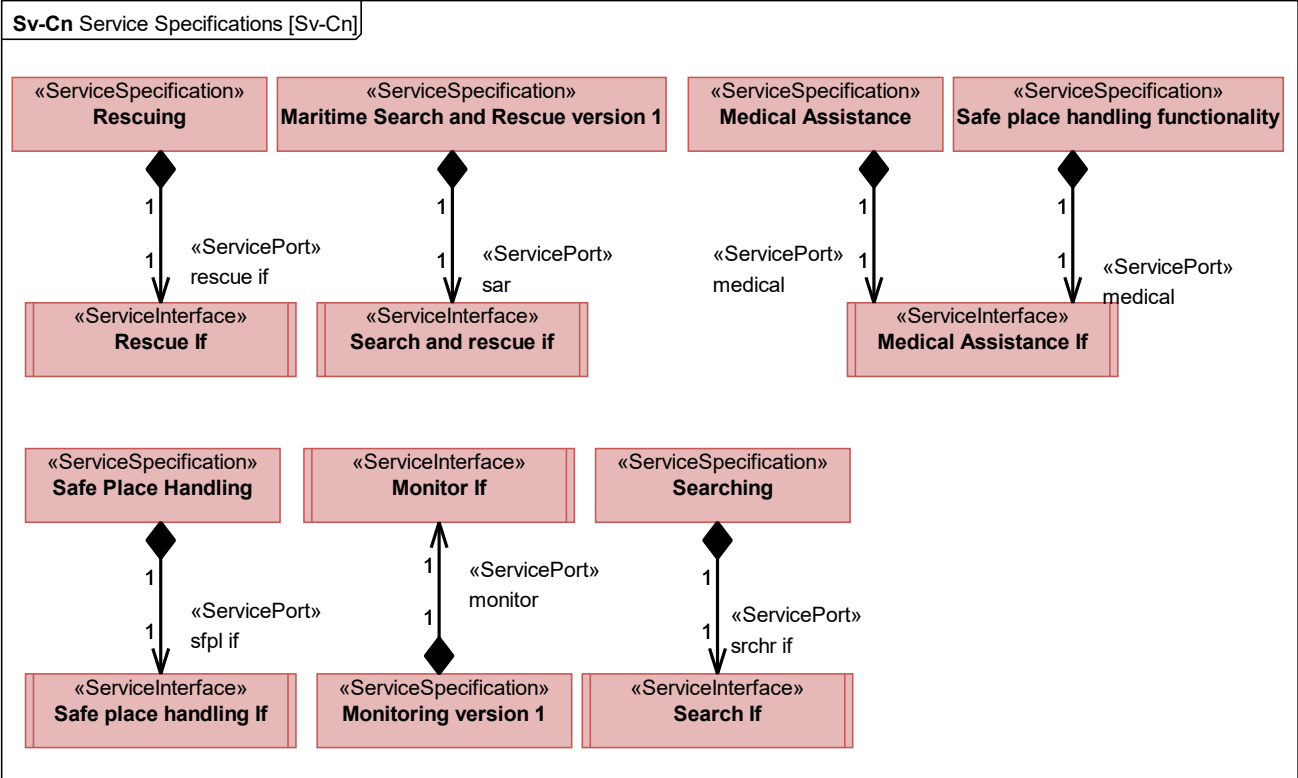 Sv-Cn Service Specifications [Sv-Cn]
«ServiceSpecification»
Rescuing
«ServiceSpecification»
Maritime Search and Rescue version 1
«ServiceSpecification»
Medical Assistance
«ServiceSpecification»
Safe place handling functionality
1
1
«ServicePort»
rescue if
1
1
«ServicePort»
sar
1
1
«ServicePort»
medical
1
1
«ServicePort»
medical
«ServiceInterface»
Rescue If
«ServiceInterface»
Search and rescue if
«ServiceInterface»
Medical Assistance If
«ServiceSpecification»
Safe Place Handling
«ServiceInterface»
Monitor If
«ServiceSpecification»
Searching
1
1
«ServicePort»
sfpl if
1
1
«ServicePort»
monitor
1
1
«ServicePort»
srchr if
«ServiceInterface»
Safe place handling If
«ServiceSpecification»
Monitoring version 1
«ServiceInterface»
Search If